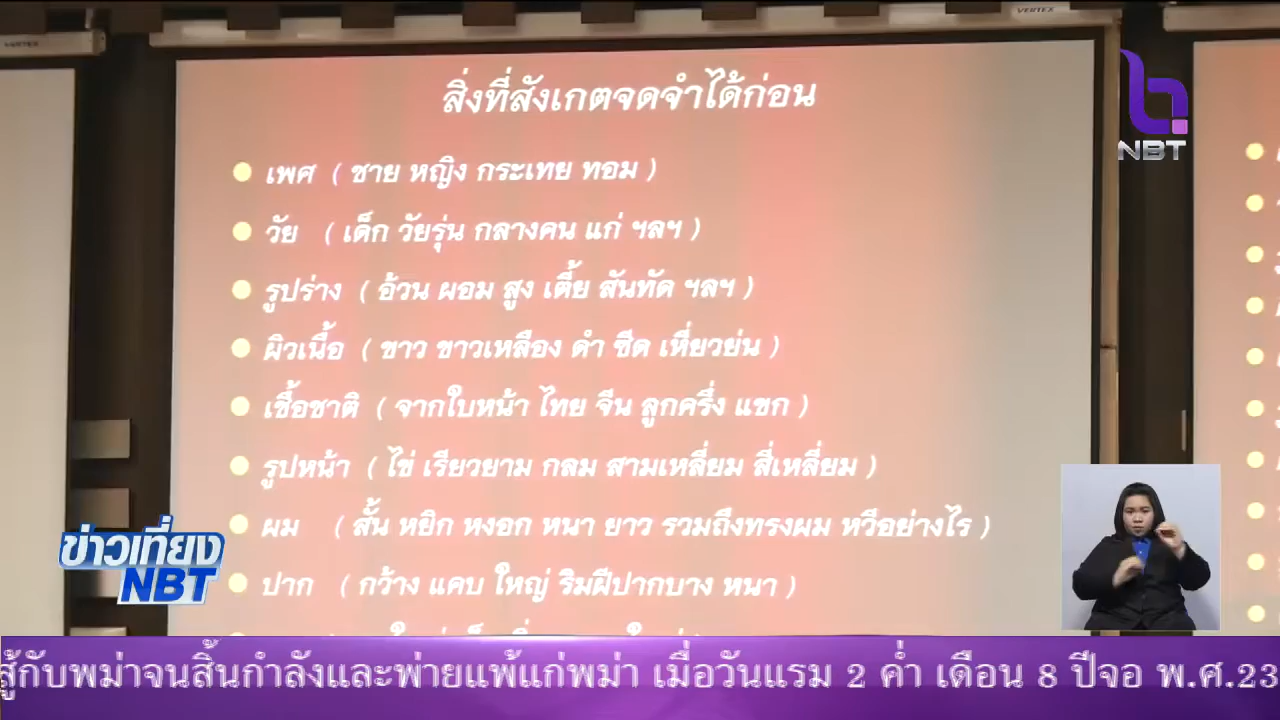 VERTEX
VERTEX
สิ่งที่สังเกตจดจำได้ก่อน
NBT
เพศ ( ชาย หญิง กระเทย ทอม )
วัย ( เด็ก วัยรุ่น กลางคน แก่ ฯลฯ )
รูปร่าง ( อ้วน ผอม สูง เตี้ย สันทัด ฯลฯ )
ผิวเนื้อ ( ขาว ขาวเหลือง ดำ ซีด เหี่ยวย่น )
เชื้อชาติ ( จากใบหน้า ไทย จีน ลูกครึ่ง แขก )
รูปหน้า ( ไข่ เรียวยาม กลม สามเหลี่ยม สี่เหลี่ยม )
ผม ( สั้น หยิก หงอก หนา ยาว รวมถึงทรงผม หวีอย่างไร )
ปาก ( กว้าง แคบ ใหญ่ ริมฝีปากบาง หนา )
ข่าวเที่ยง
NBT
สู้กับพม่าจนสิ้นกำลังและพ่ายแพ้แก่พม่า เมื่อวันแรม 2 ค่ำ เดือน 8 ปีจอ พ.ศ.23